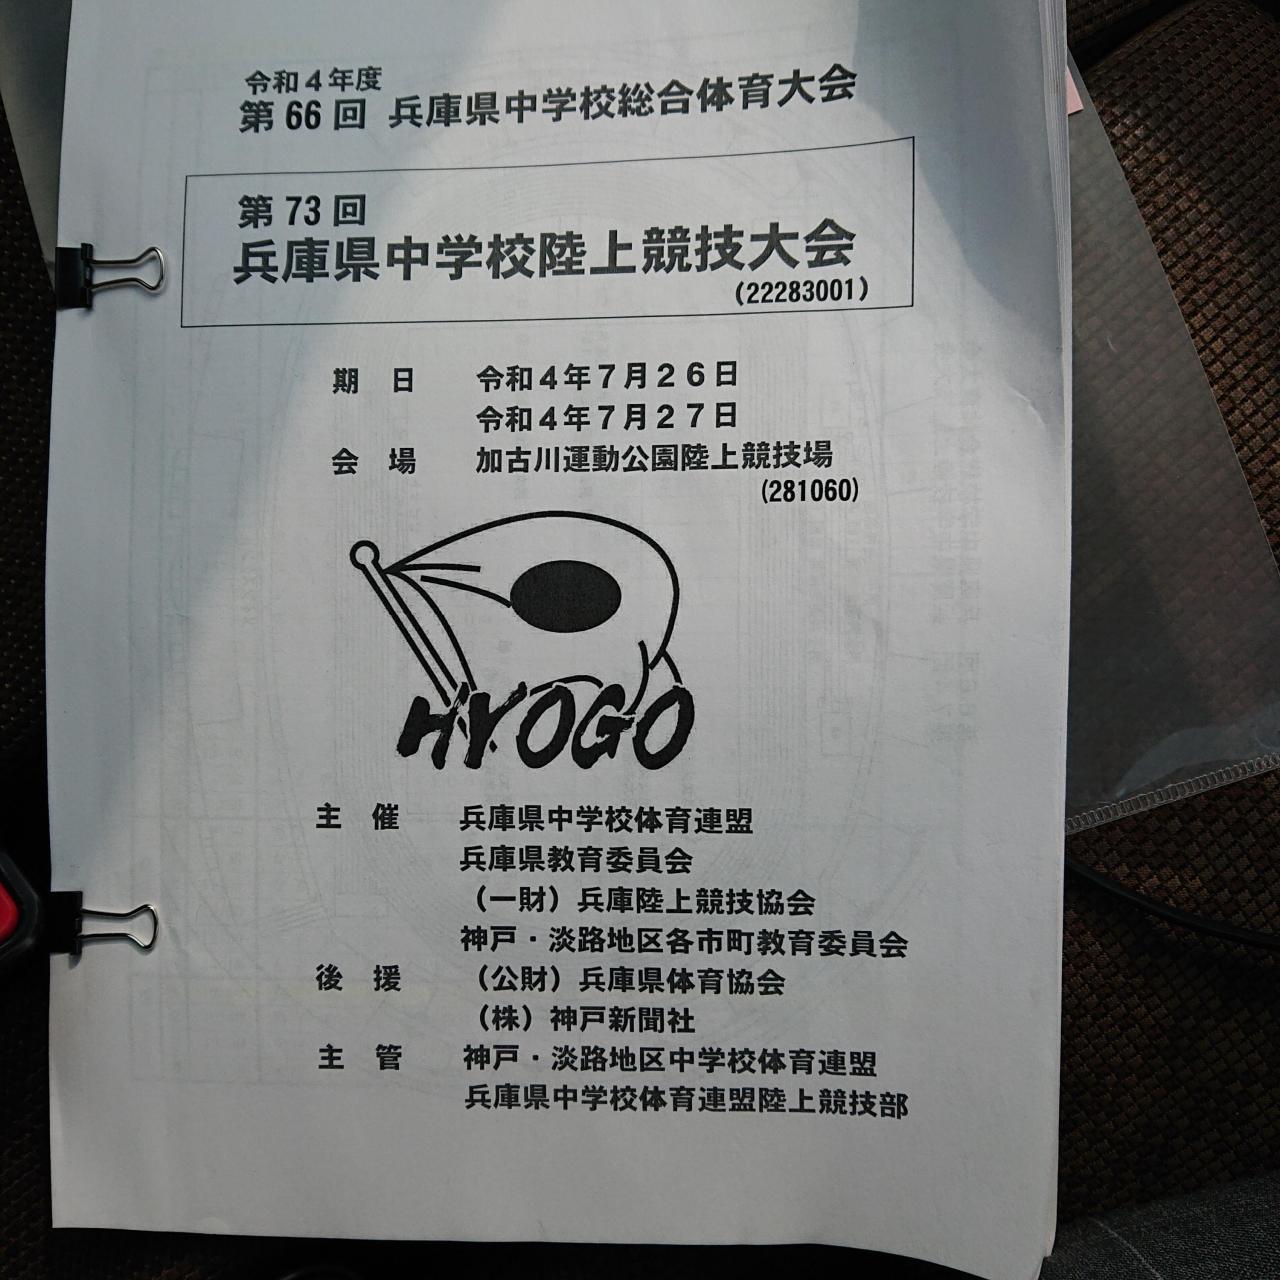 令和４年度
第 66 回 兵庫県中学校総合体育大会
第 73 回
兵庫県中学校陸上競技大会
(22283001)
期 日 令和４年７月２６日
令和４年７月２７日
会 場 加古川運動公園陸上競技場
(281060)
HYOGO
主 催 兵庫県中学校体育連盟
兵庫県教育委員会
（一財）兵庫陸上競技協会
神戸・淡路地区各市町教育委員会
後 援 （公財）兵庫県体育協会
（株）神戸新聞社
主 管 神戸・淡路地区中学校体育連盟
兵庫県中学校体育連盟陸上競技部